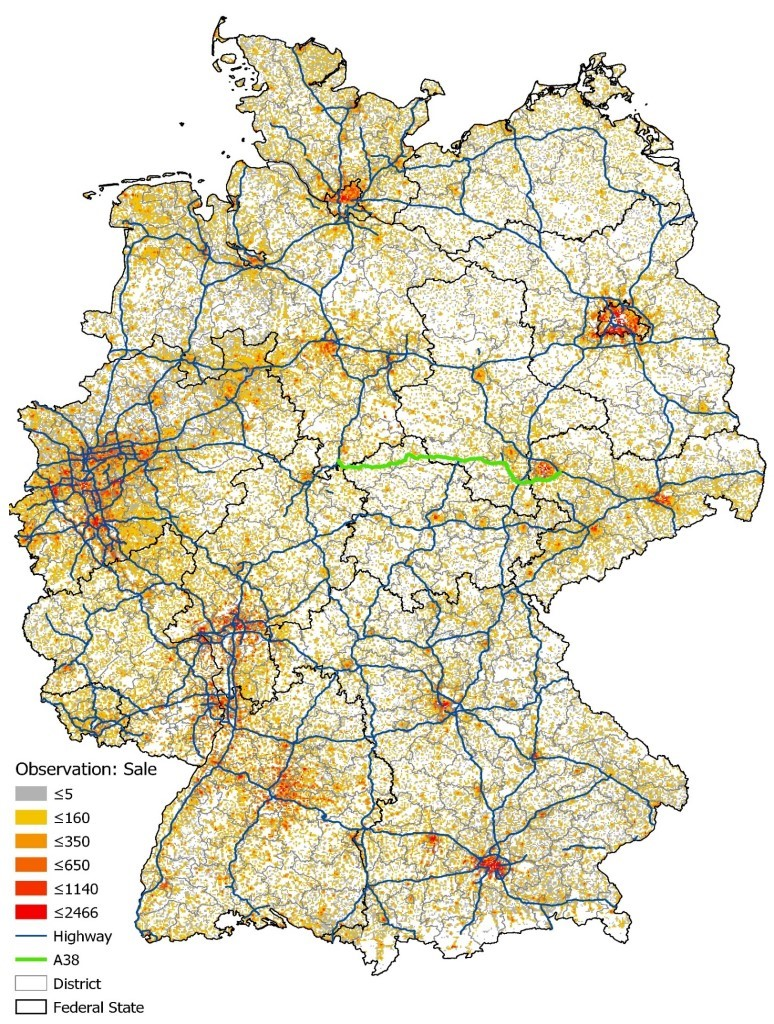 Observation: Sale
≤5
≤160
≤350
≤650
≤1140
≤2466
Highway
A38
District
Federal State